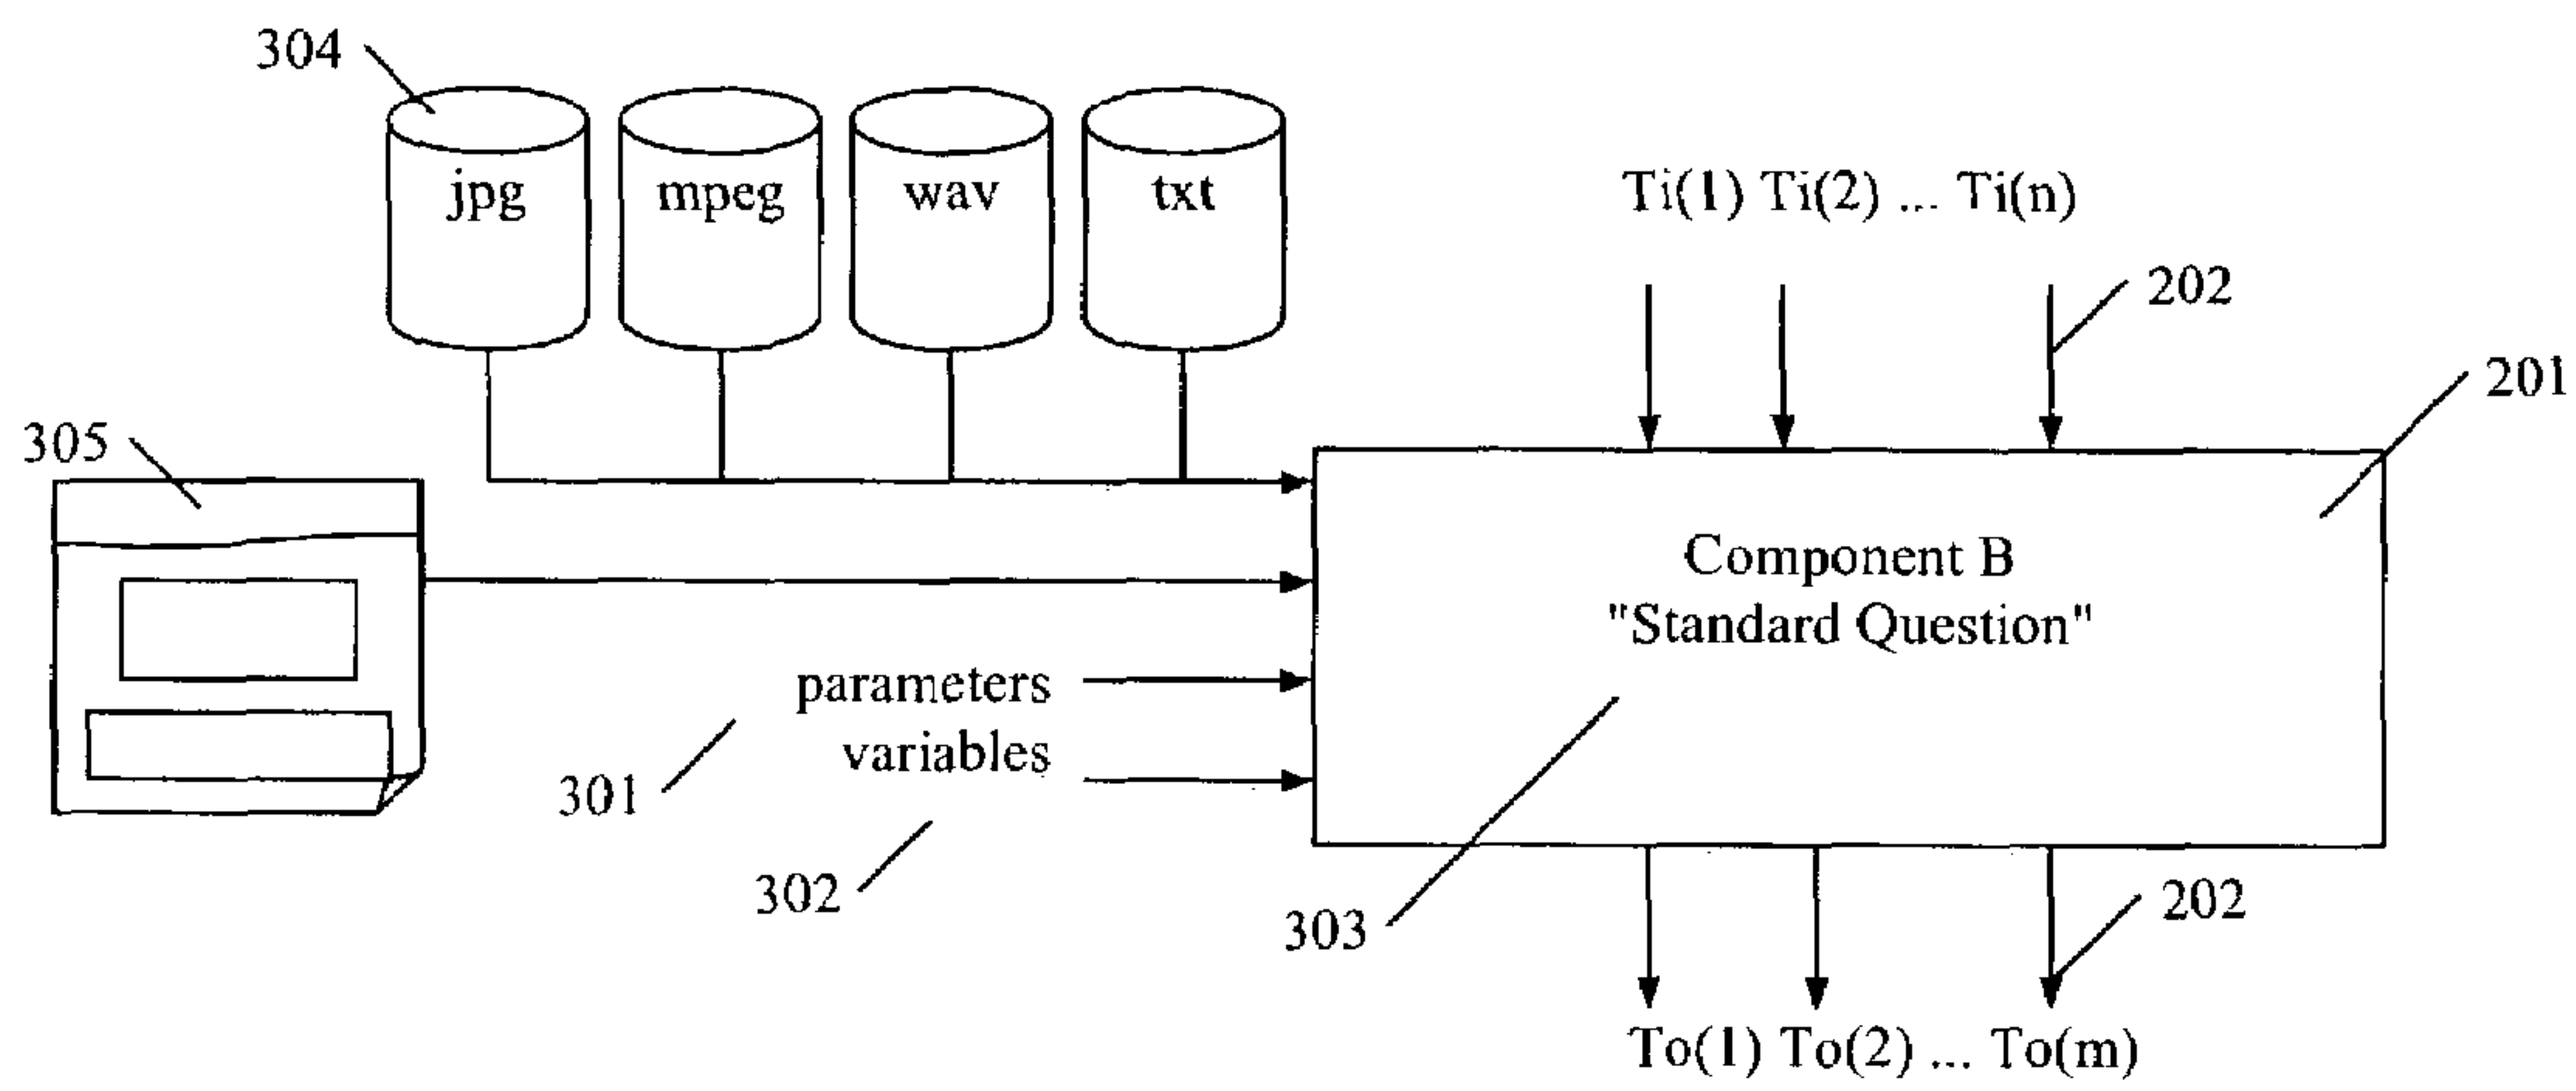 304
jpg mpeg wav txt
Ti(1) Ti(2) ... Ti(n)
202
201
305
Component B
"Standard Question"
parameters
variables
301
302
303
202
To(1) To(2) ... To(m)